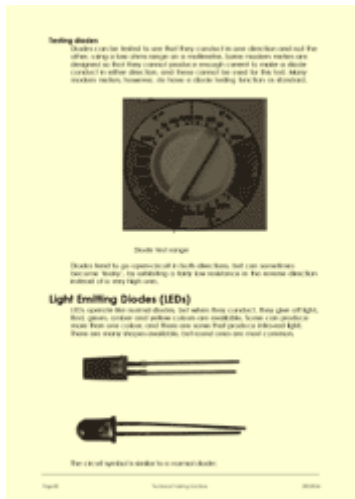 Testing diodes
Diodes can be tested to see that they conduct in one direction and not the
other, using a low ohms range on a multimeter. Some modern meters are
designed so that they cannot produce enough current to make a diode
conduct in either direction, and these cannot be used for this test. Many
modern meters, however, do have a diode testing function as standard.
Diode test ranges
Diodes tend to go open-circuit in both directions, but can sometimes
become 'leaky', by exhibiting a fairly low resistance in the reverse direction
instead of a very high one.
Light Emitting Diodes (LEDs)
LEDs operate like normal diodes, but when they conduct, they give off light.
Red, green, amber and yellow colours are available. Some can produce
more than one colour, and there are some that produce infra-red light.
There are many shapes available, but round ones are most common.
The circuit symbol is similar to a normal diode: